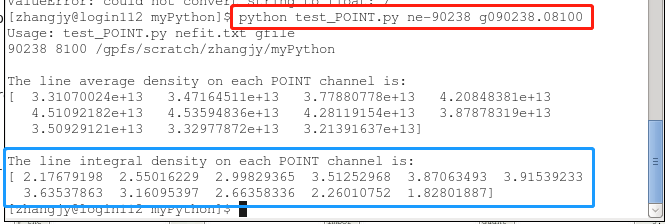 ValueError: could not convert string to float: /
[zhangjy@login112 myPython]$ python test_POINT.py ne-90238 g090238.08100
Usage: test_POINT.py nefit.txt gfile
90238 8100 /gpfs/scratch/zhangjy/myPython
The line average density on each POINT channel is:
[ 3.31070024e+13 3.47164511e+13 3.77880778e+13 4.20848381e+13
4.51092182e+13 4.53594836e+13 4.28119154e+13 3.87878319e+13
3.50929121e+13 3.32977872e+13 3.21391637e+13]
The line integral density on each POINT channel is:
[ 2.17679198 2.55016229 2.99829365 3.51252968 3.87063493 3.91539233
3.63537863 3.16095397 2.66358336 2.26010752 1.82801887]
[zhangjy@login112 myPython]$